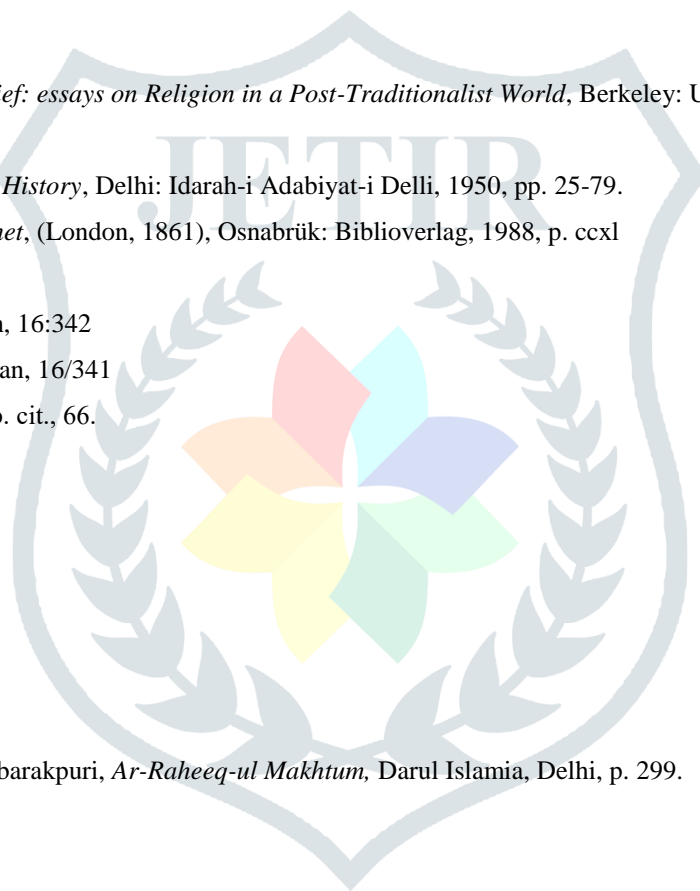 ief: essays on Religion in a Post-Traditionalist World, Berkeley: U
JETIR
History, Delhi: Idarah-i Adabiyat-i Delli, 1950, pp. 25-79.
et, (London, 1861), Osnabrük: Biblioverlag, 1988, p. ccxl
, 16:342
an, 16/341
. cit., 66.
barakpuri, Ar-Raheeq-ul Makhtum, Darul Islamia, Delhi, p. 299.